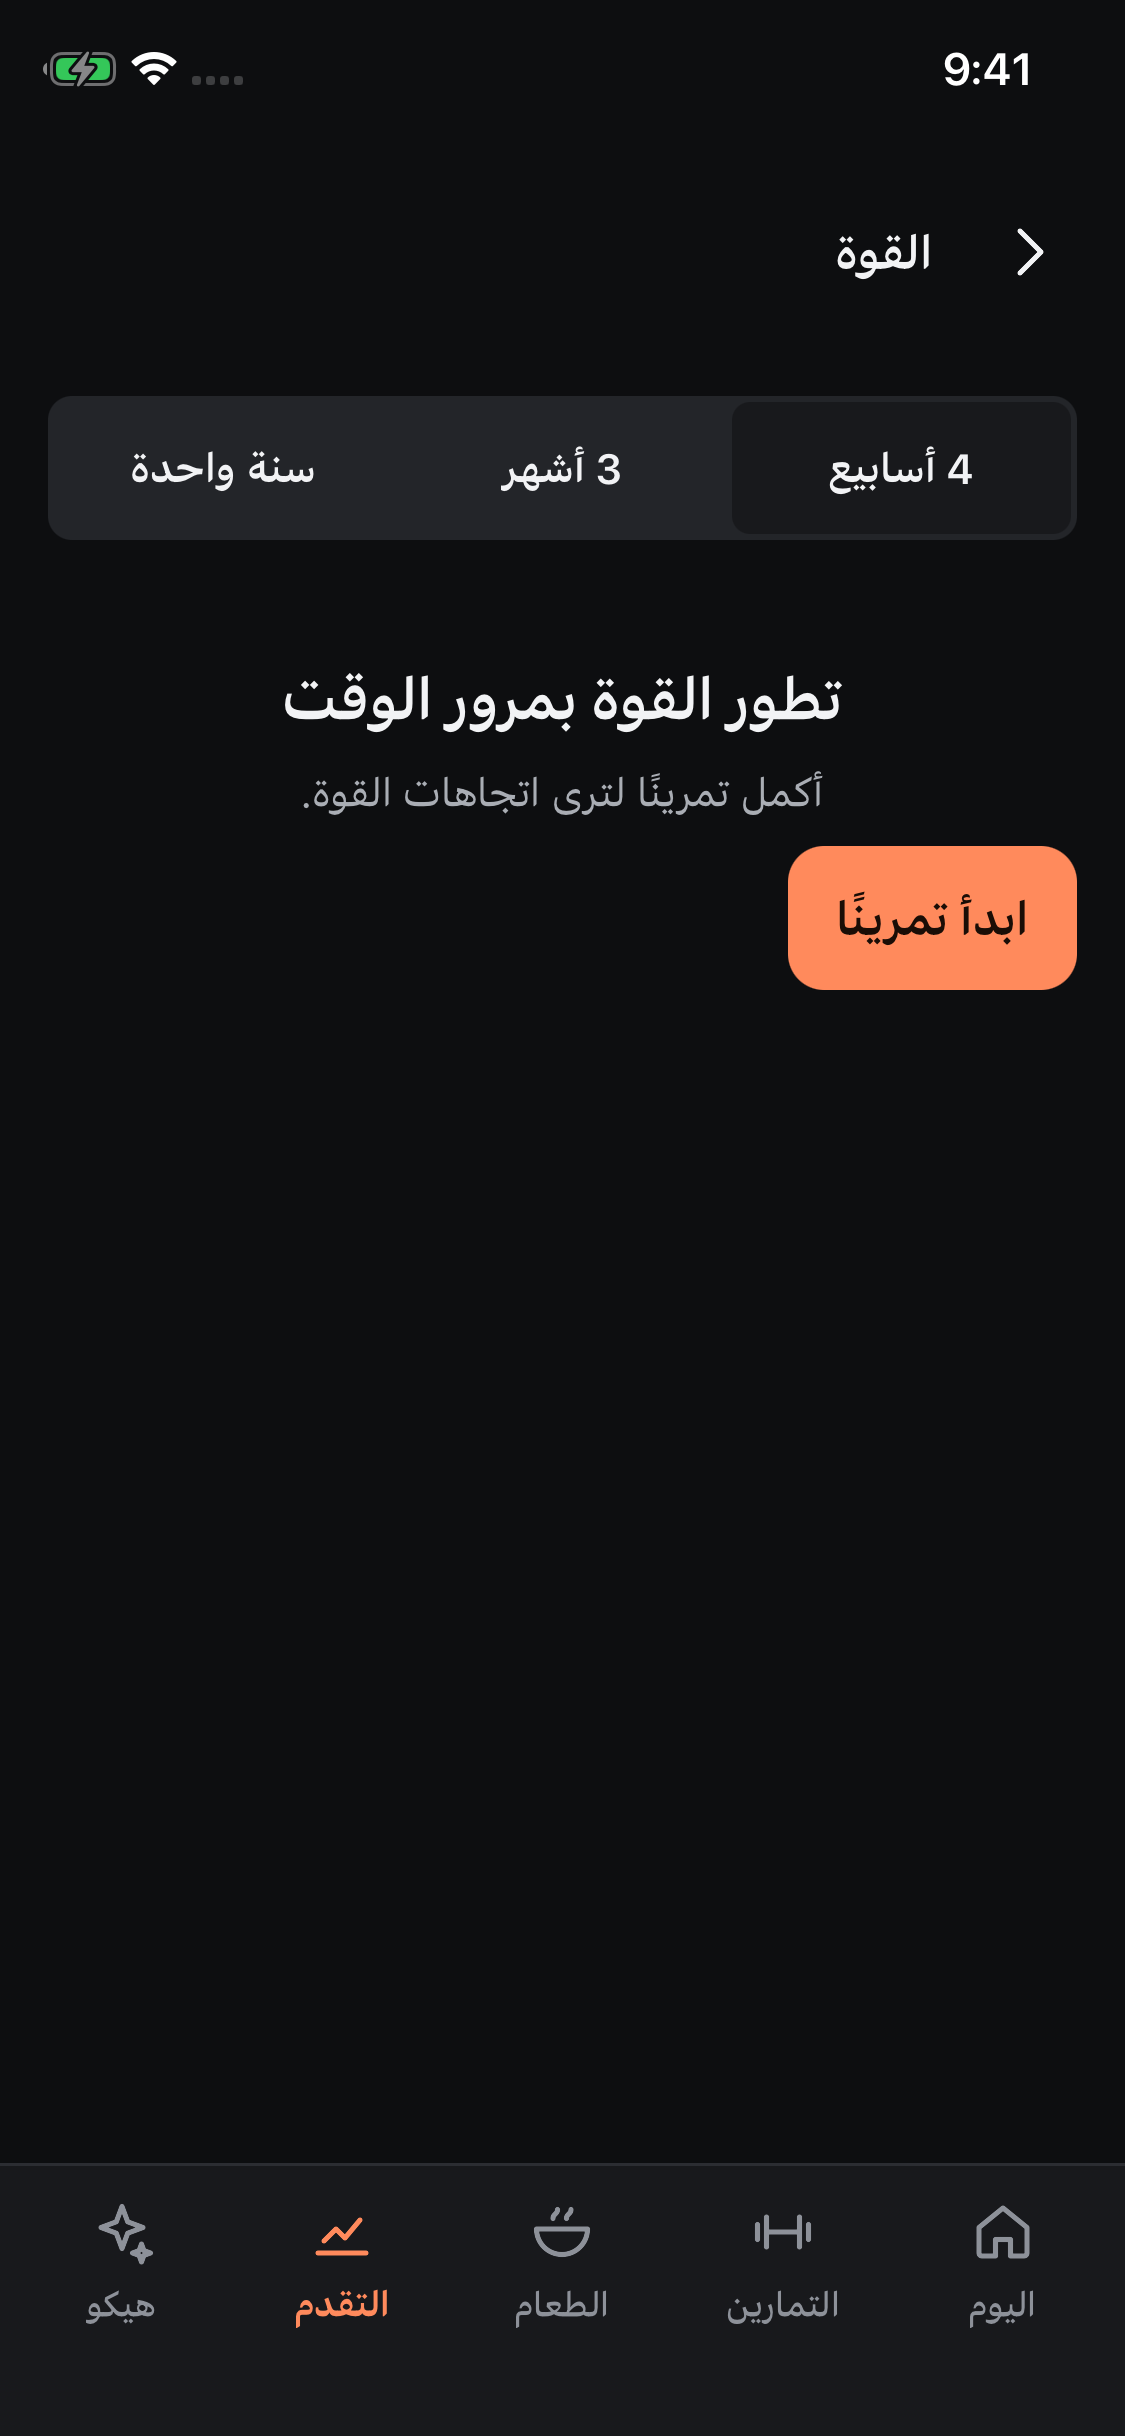 9:41
القوة
4 أسابيع
3 أشهر
سنة واحدة
تطور القوة بمرور الوقت
أكمل تمرينًا لترى اتجاهات القوة.
ابدأ تمرينًا
اليوم
التمارين
الطعام
التقدم
هيكو